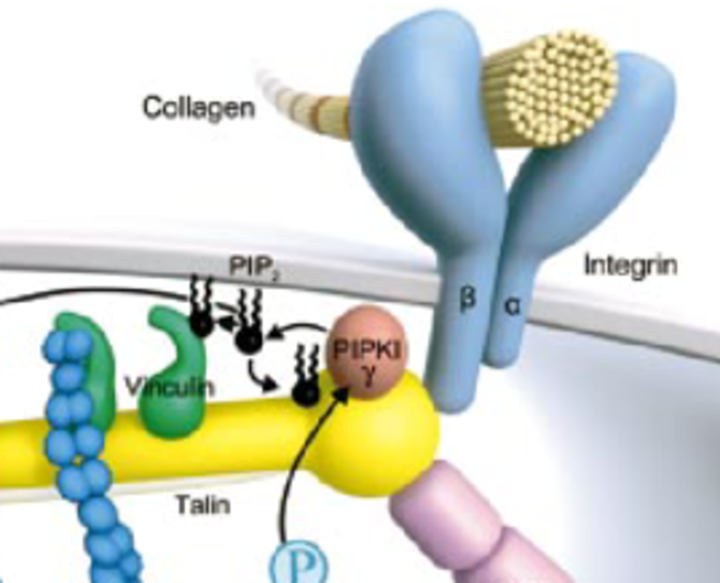 Collagen
PIP₂
Integrin
β
α
PIPKI
γ
Vinculin
Talin
P